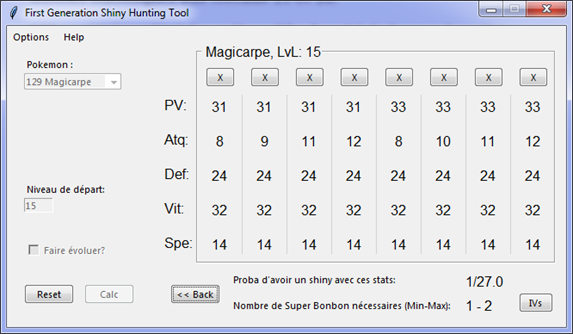 First Generation Shiny Hunting Tool
Options Help
Pokemon :
129 Magicarpe
Magicarpe, LvL: 15
X X X X X X X X
PV: 31 31 31 31 33 33 33 33
Atq: 8 9 11 12 8 10 11 12
Def: 24 24 24 24 24 24 24 24
Niveau de départ:
15
Vit: 32 32 32 32 32 32 32 32
Faire évoluer?
Spe: 14 14 14 14 14 14 14 14
Reset Calc << Back
Proba d'avoir un shiny avec ces stats: 1/27.0
Nombre de Super Bonbon nécessaires (Min-Max): 1 - 2
IVs